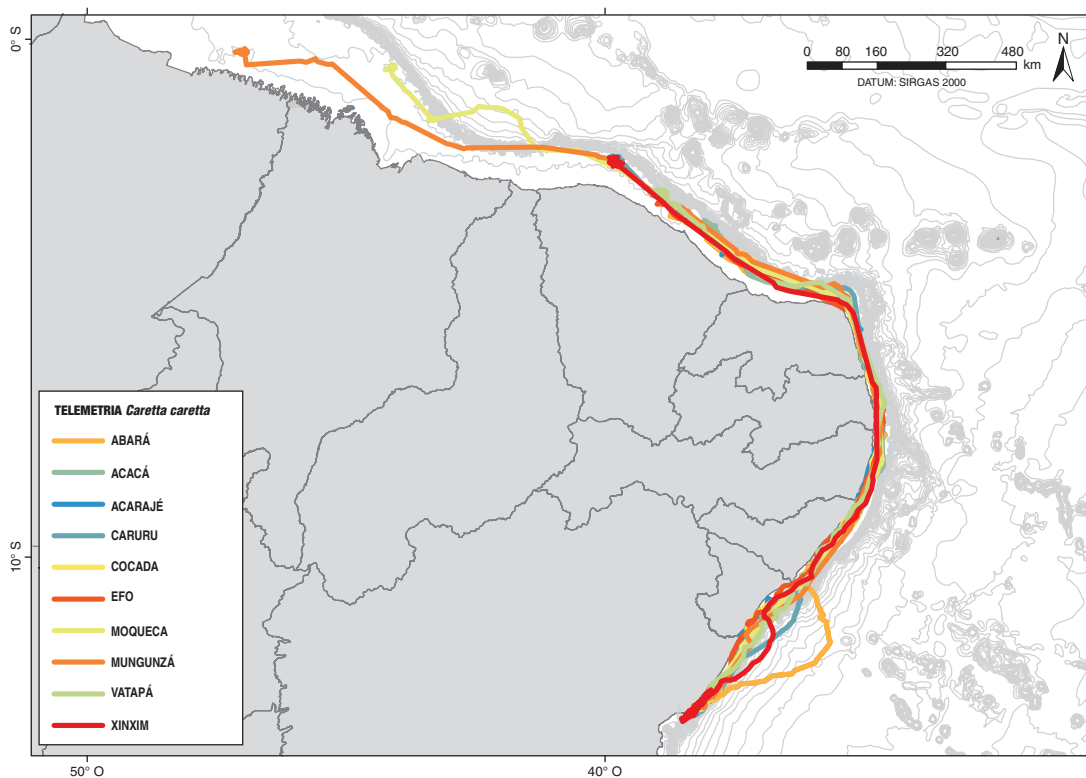 0° S
N
0 80 160 320 480
km
DATUM: SIRGAS 2000
TELEMETRIA Caretta caretta
ABARÁ
ACACÁ
ACARAJÉ
CARURU
COCADA
EFO
MOQUECA
MUNGUNZÁ
VATAPÁ
XINXIM
10° S
50° O
40° O